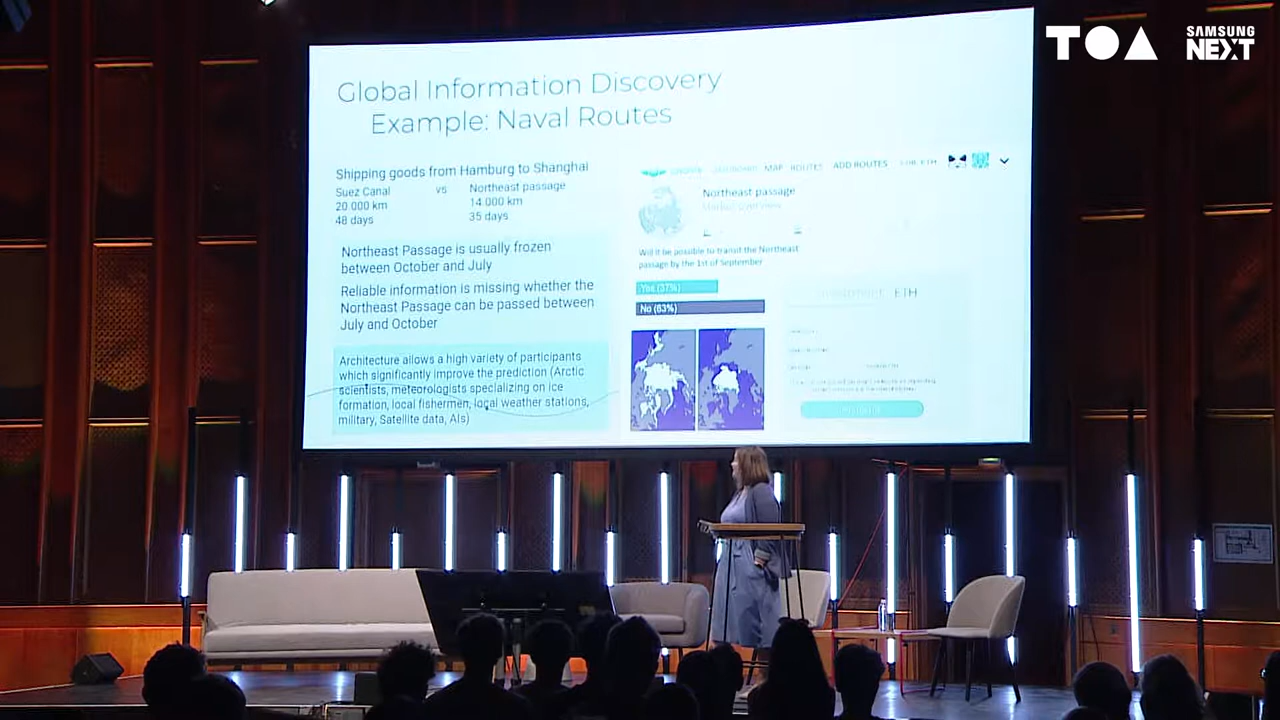 TOA
SAMSUNG
NEXT
Global Information Discovery
Example: Naval Routes
Shipping goods from Hamburg to Shanghai
Suez Canal vs Northeast passage
20 000 km 14.000 km
48 days 35 days
Northeast Passage is usually frozen
between October and July
Reliable information is missing whether the
Northeast Passage can be passed between
July and October
Architecture allows a high variety of participants
which significantly improve the prediction (Arctic
scientists, meteorologists specializing on ice
formation, local fishermen, local weather stations,
military, Satellite data, AIs)
MAP ROUTES ADD ROUTES
Northeast passage
Will it be possible to transit the Northeast
passage by the 1st of September
Yes (37%)
No (63%)
ETH